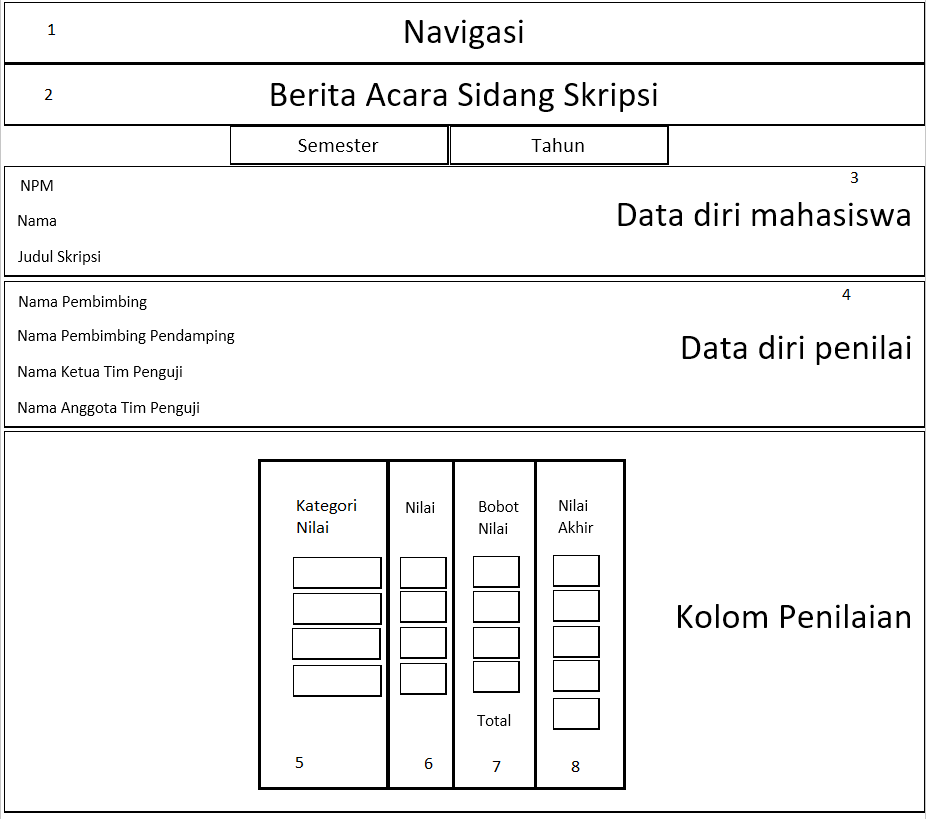 1
Navigasi
2
Berita Acara Sidang Skripsi
Semester
Tahun
3
NPM
Data diri mahasiswa
Nama
Judul Skripsi
4
Nama Pembimbing
Nama Pembimbing Pendamping
Data diri penilai
Nama Ketua Tim Penguji
Nama Anggota Tim Penguji
Kategori
Nilai
Nilai
Bobot
Nilai
Nilai
Akhir
Kolom Penilaian
Total
5
6
7
8